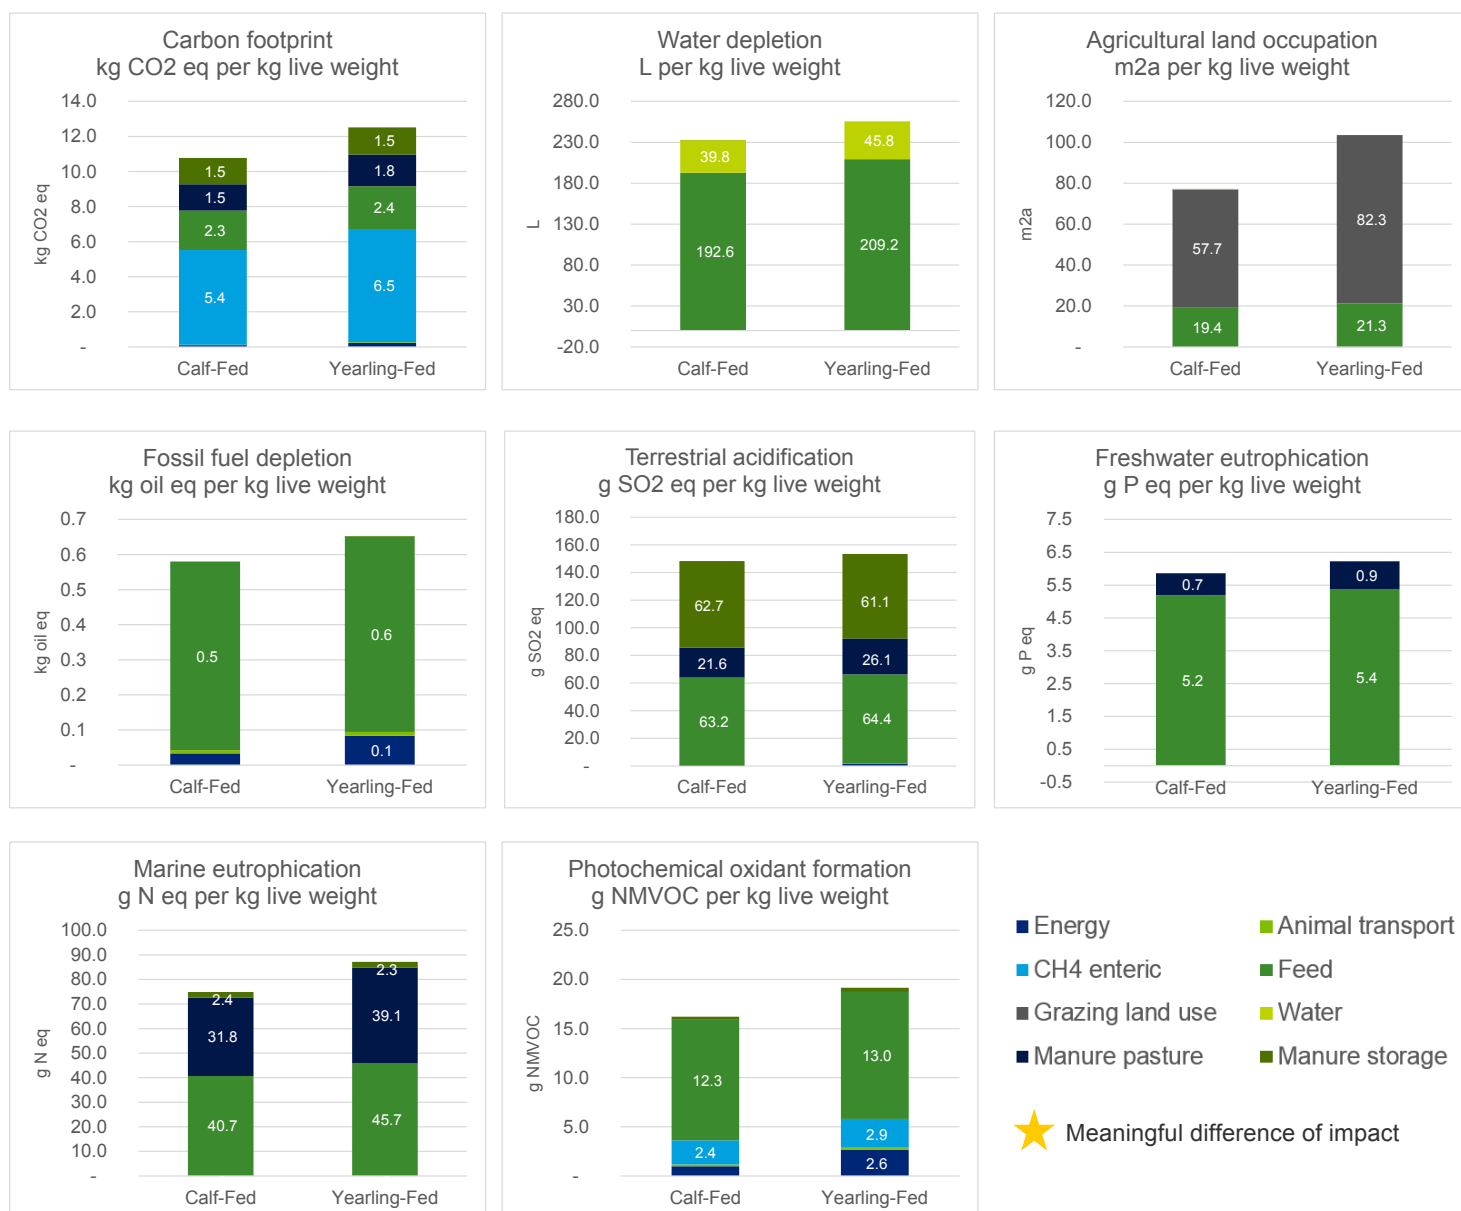 Carbon footprint
kg CO2 eq per kg live weight
14.0
12.0
10.0
8.0
6.0
4.0
2.0
-
kg CO2 eq
1.5
1.5
2.3
5.4
1.5
1.8
2.4
6.5
Calf-Fed
Yearling-Fed
Water depletion
L per kg live weight
280.0
230.0
180.0
130.0
80.0
30.0
-20.0
L
39.8
192.6
45.8
209.2
Calf-Fed
Yearling-Fed
Agricultural land occupation
m2a per kg live weight
120.0
100.0
80.0
60.0
40.0
20.0
-
m2a
57.7
19.4
82.3
21.3
Calf-Fed
Yearling-Fed
Fossil fuel depletion
kg oil eq per kg live weight
0.7
0.6
0.5
0.4
0.3
0.2
0.1
-
kg oil eq
0.5
0.6
0.1
Calf-Fed
Yearling-Fed
Terrestrial acidification
g SO2 eq per kg live weight
180.0
160.0
140.0
120.0
100.0
80.0
60.0
40.0
20.0
-
g SO2 eq
62.7
21.6
63.2
61.1
26.1
64.4
Calf-Fed
Yearling-Fed
Freshwater eutrophication
g P eq per kg live weight
7.5
6.5
5.5
4.5
3.5
2.5
1.5
0.5
-0.5
g P eq
0.7
5.2
0.9
5.4
Calf-Fed
Yearling-Fed
Marine eutrophication
g N eq per kg live weight
100.0
90.0
80.0
70.0
60.0
50.0
40.0
30.0
20.0
10.0
-
g N eq
2.4
31.8
40.7
2.3
39.1
45.7
Calf-Fed
Yearling-Fed
Photochemical oxidant formation
g NMVOC per kg live weight
25.0
20.0
15.0
10.0
5.0
-
g NMVOC
12.3
2.4
13.0
2.9
2.6
Calf-Fed
Yearling-Fed
Energy
Animal transport
CH4 enteric
Feed
Grazing land use
Water
Manure pasture
Manure storage
Meaningful difference of impact